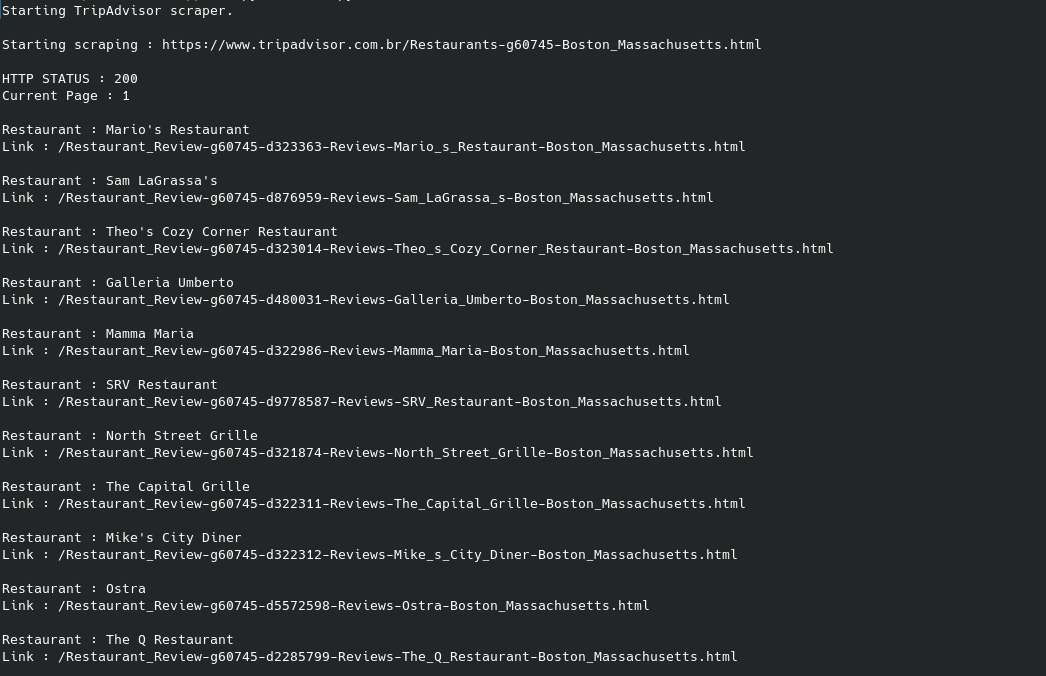 Starting TripAdvisor scraper.
Starting scraping : https://www.tripadvisor.com.br/Restaurants-g60745-Boston_Massachusetts.html
HTTP STATUS : 200
Current Page : 1
Restaurant : Mario's Restaurant
Link : /Restaurant_Review-g60745-d323363-Reviews-Mario_s_Restaurant-Boston_Massachusetts.html
Restaurant : Sam LaGrassa's
Link : /Restaurant_Review-g60745-d876959-Reviews-Sam_LaGrassa_s-Boston_Massachusetts.html
Restaurant : Theo's Cozy Corner Restaurant
Link : /Restaurant_Review-g60745-d323014-Reviews-Theo_s_Cozy_Corner_Restaurant-Boston_Massachusetts.html
Restaurant : Galleria Umberto
Link : /Restaurant_Review-g60745-d480031-Reviews-Galleria_Umberto-Boston_Massachusetts.html
Restaurant : Mamma Maria
Link : /Restaurant_Review-g60745-d322986-Reviews-Mamma_Maria-Boston_Massachusetts.html
Restaurant : SRV Restaurant
Link : /Restaurant_Review-g60745-d9778587-Reviews-SRV_Restaurant-Boston_Massachusetts.html
Restaurant : North Street Grille
Link : /Restaurant_Review-g60745-d321874-Reviews-North_Street_Grille-Boston_Massachusetts.html
Restaurant : The Capital Grille
Link : /Restaurant_Review-g60745-d322311-Reviews-The_Capital_Grille-Boston_Massachusetts.html
Restaurant : Mike's City Diner
Link : /Restaurant_Review-g60745-d322312-Reviews-Mike_s_City_Diner-Boston_Massachusetts.html
Restaurant : Ostra
Link : /Restaurant_Review-g60745-d5572598-Reviews-Ostra-Boston_Massachusetts.html
Restaurant : The Q Restaurant
Link : /Restaurant_Review-g60745-d2285799-Reviews-The_Q_Restaurant-Boston_Massachusetts.html